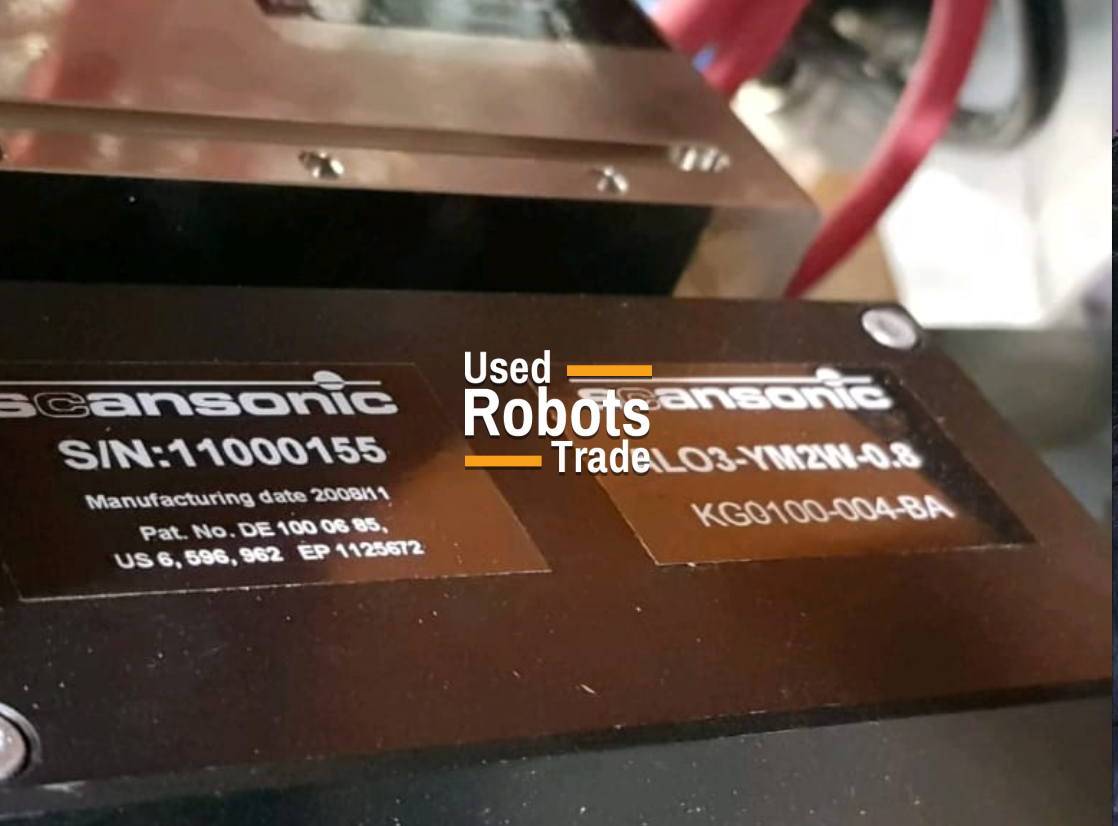 scansonic
S/N:11000155
Manufacturing date 2008/11
Pat. No. DE 100 06 85,
US 6, 596, 962 EP 1125672
Used
Robots
Trade
scansonic
ALO3-YM2W-0.8
KG0100-004-BA